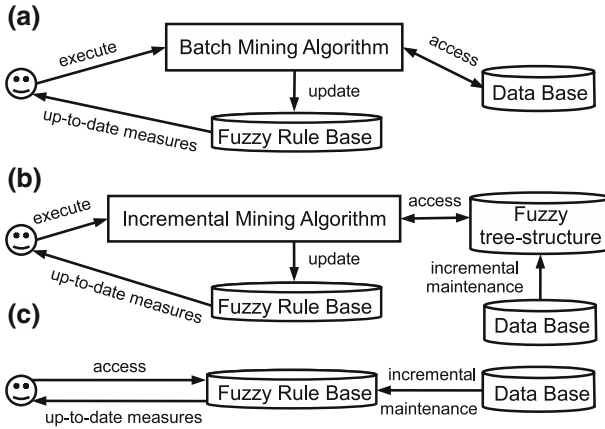 (a)
execute
Batch Mining Algorithm
access
update
Data Base
up-to-date measures
Fuzzy Rule Base
(b)
execute
Incremental Mining Algorithm
access
Fuzzy
tree-structure
update
up-to-date measures
incremental
maintenance
Fuzzy Rule Base
Data Base
(c)
access
Fuzzy Rule Base
incremental
maintenance
Data Base
up-to-date measures